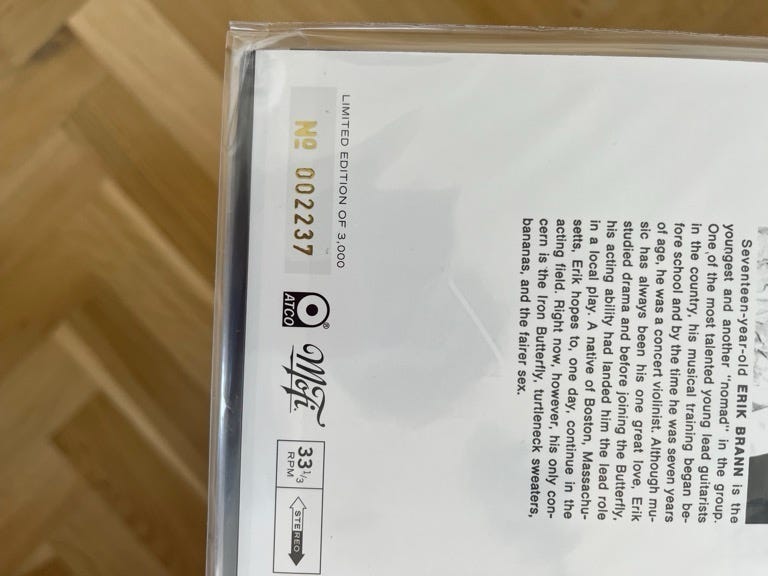 Seventeen-year-old ERIK BRANN is the
youngest and another "nomad" in the group.
One of the most talented young lead guitarists
in the country, his musical training began be-
fore school and by the time he was seven years
of age, he was a concert violinist. Although mu-
sic has always been his one great love, Erik
studied drama and before joining the Butterfly,
his acting ability had landed him the lead role
in a local play. A native of Boston, Massachu-
setts, Erik hopes to, one day, continue in the
acting field. Right now, however, his only con-
cern is the Iron Butterfly, turtleneck sweaters,
bananas, and the fairer sex.
LIMITED EDITION OF 3,000
Nº 002237
ATCO®
MoFi
33 1/3
RPM
STEREO